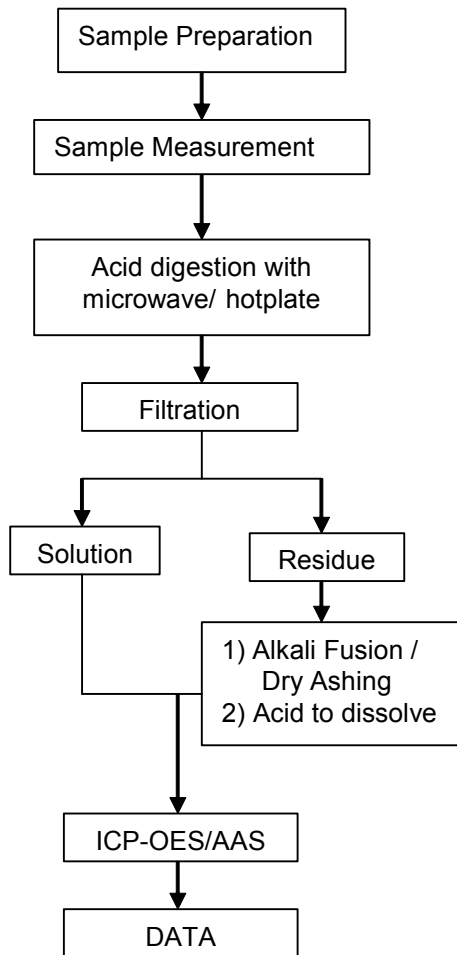 Sample Preparation
Sample Measurement
Acid digestion with
microwave/ hotplate
Filtration
Solution
Residue
1) Alkali Fusion /
Dry Ashing
2) Acid to dissolve
ICP-OES/AAS
DATA